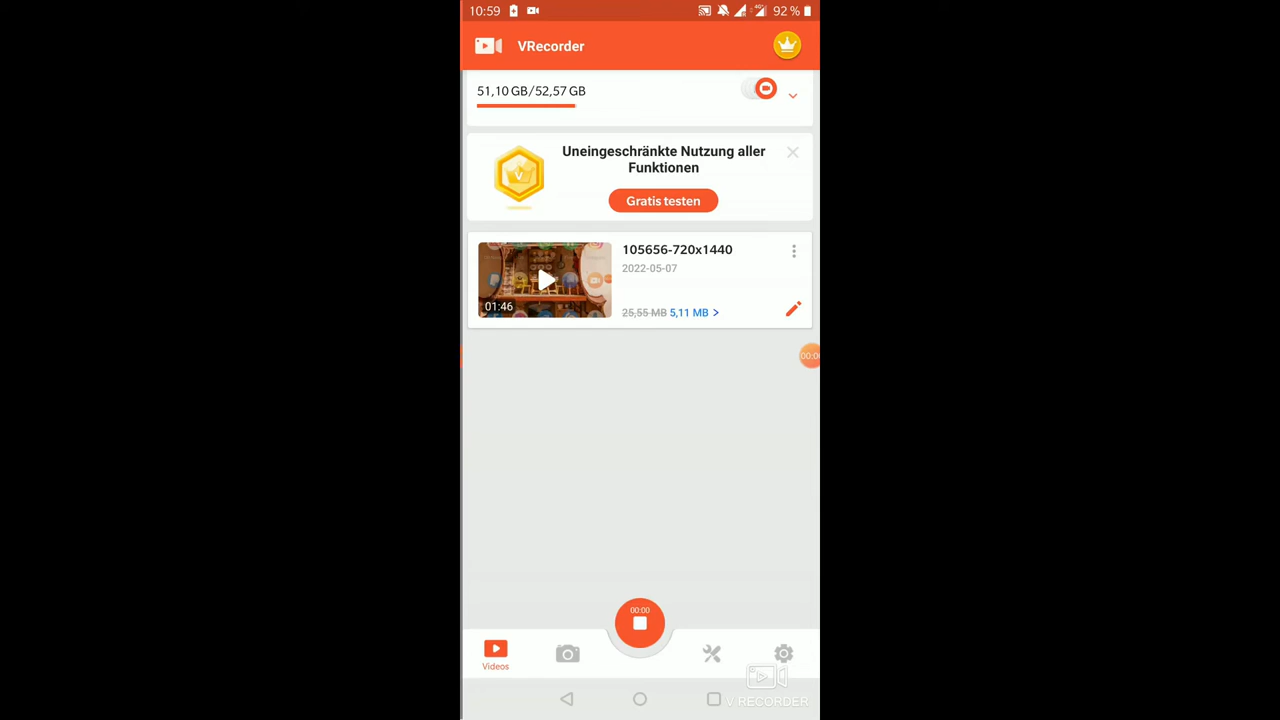 10:59
4G
92 %
VRecorder
51,10 GB/52,57 GB
Uneingeschränkte Nutzung aller
Funktionen
Gratis testen
105656-720x1440
2022-05-07
01:46
25,55 MB 5,11 MB >
00:00
Videos
V RECORDER